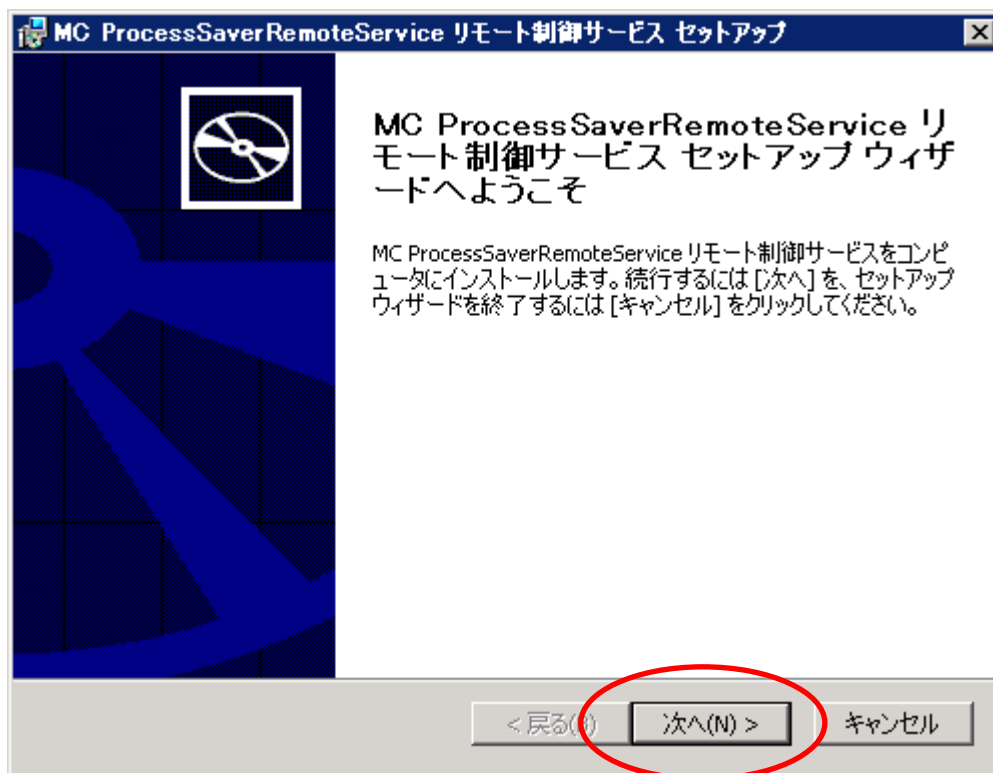 MC ProcessSaverRemoteService リモート制御サービス セットアップ
MC ProcessSaverRemoteService リ
モート制御サービス セットアップ ウィザ
ードへようこそ
MC ProcessSaverRemoteService リモート制御サービスをコンピ
ュータにインストールします。続行するには [次へ] を、セットアップ
ウィザードを終了するには [キャンセル] をクリックしてください。
< 戻る(B) 次へ(N) > キャンセル